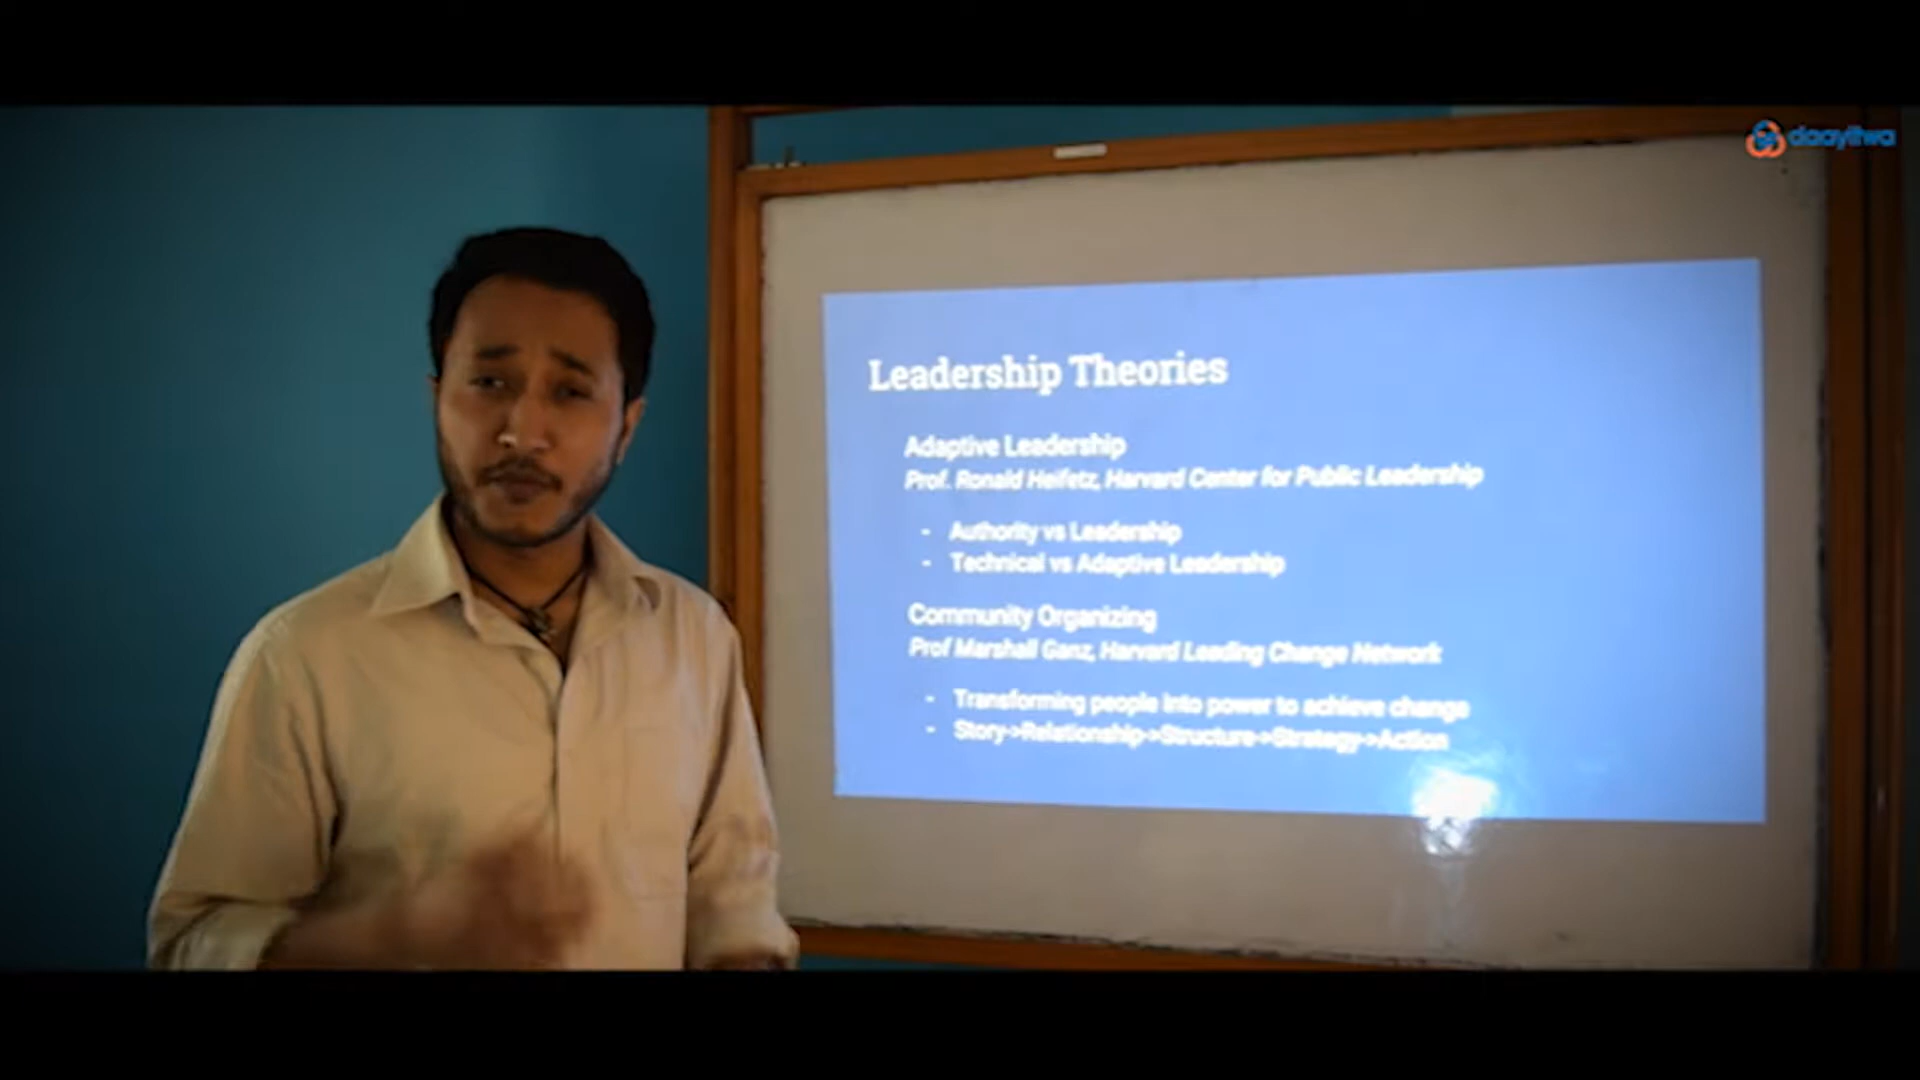 daayitwa
Leadership Theories
Adaptive Leadership
Prof. Ronald Heifetz, Harvard Center for Public Leadership
- Authority vs Leadership
- Technical vs Adaptive Leadership
Community Organizing
Prof Marshall Ganz, Harvard Leading Change Network
- Transforming people into power to achieve change
- Story->Relationship->Structure->Strategy->Action